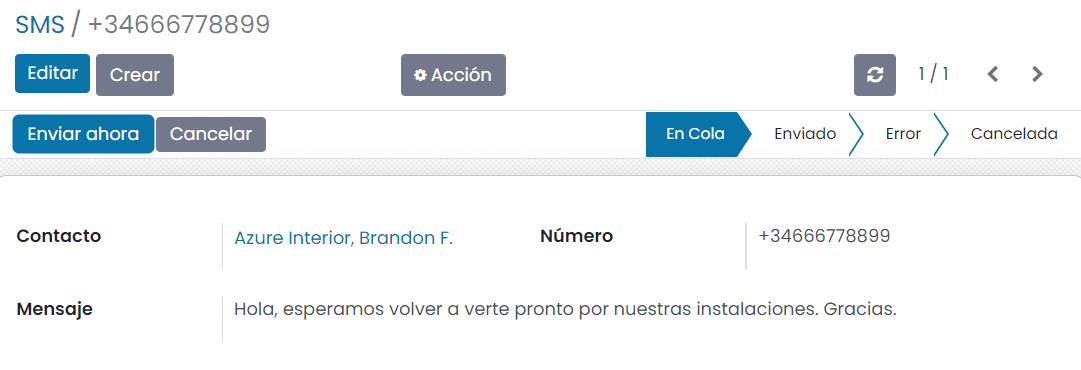 SMS / +34666778899
Editar Crear Acción 1 / 1
Enviar ahora Cancelar En Cola Enviado Error Cancelada
Contacto Azure Interior, Brandon F. Número +34666778899
Mensaje Hola, esperamos volver a verte pronto por nuestras instalaciones. Gracias.